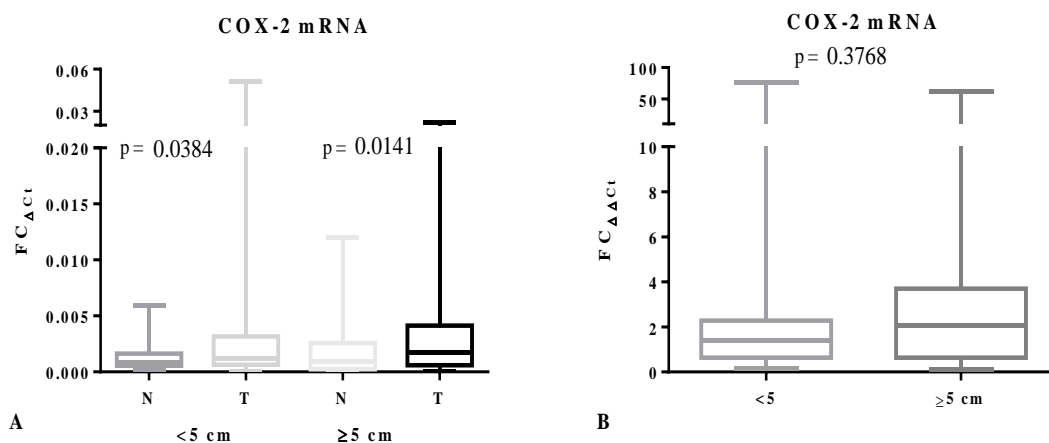 COX-2 mRNA
0.06
0.03
0.020
p= 0.0384
p= 0.0141
0.015
0.010
0.005
0.000
FC ΔCt
N T N T
<5 cm ≥5 cm
A
COX-2 mRNA
p= 0.3768
100
50
10
8
6
4
2
0
FC ΔΔCt
<5 ≥5 cm
B